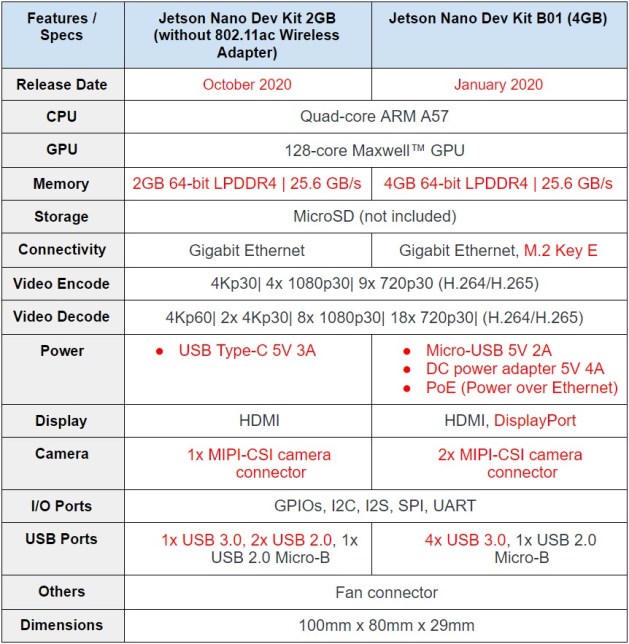 Features /
Specs
Jetson Nano Dev Kit 2GB
(without 802.11ac Wireless
Adapter)
Jetson Nano Dev Kit B01 (4GB)
Release Date
October 2020
January 2020
CPU
Quad-core ARM A57
GPU
128-core Maxwell™ GPU
Memory
2GB 64-bit LPDDR4 | 25.6 GB/s
4GB 64-bit LPDDR4 | 25.6 GB/s
Storage
MicroSD (not included)
Connectivity
Gigabit Ethernet
Gigabit Ethernet, M.2 Key E
Video Encode
4Kp30| 4x 1080p30| 9x 720p30 (H.264/H.265)
Video Decode
4Kp60| 2x 4Kp30| 8x 1080p30| 18x 720p30| (H.264/H.265)
Power
● USB Type-C 5V 3A
● Micro-USB 5V 2A
● DC power adapter 5V 4A
● PoE (Power over Ethernet)
Display
HDMI
HDMI, DisplayPort
Camera
1x MIPI-CSI camera
connector
2x MIPI-CSI camera
connector
I/O Ports
GPIOs, I2C, I2S, SPI, UART
USB Ports
1x USB 3.0, 2x USB 2.0, 1x
USB 2.0 Micro-B
4x USB 3.0, 1x USB 2.0
Micro-B
Others
Fan connector
Dimensions
100mm x 80mm x 29mm